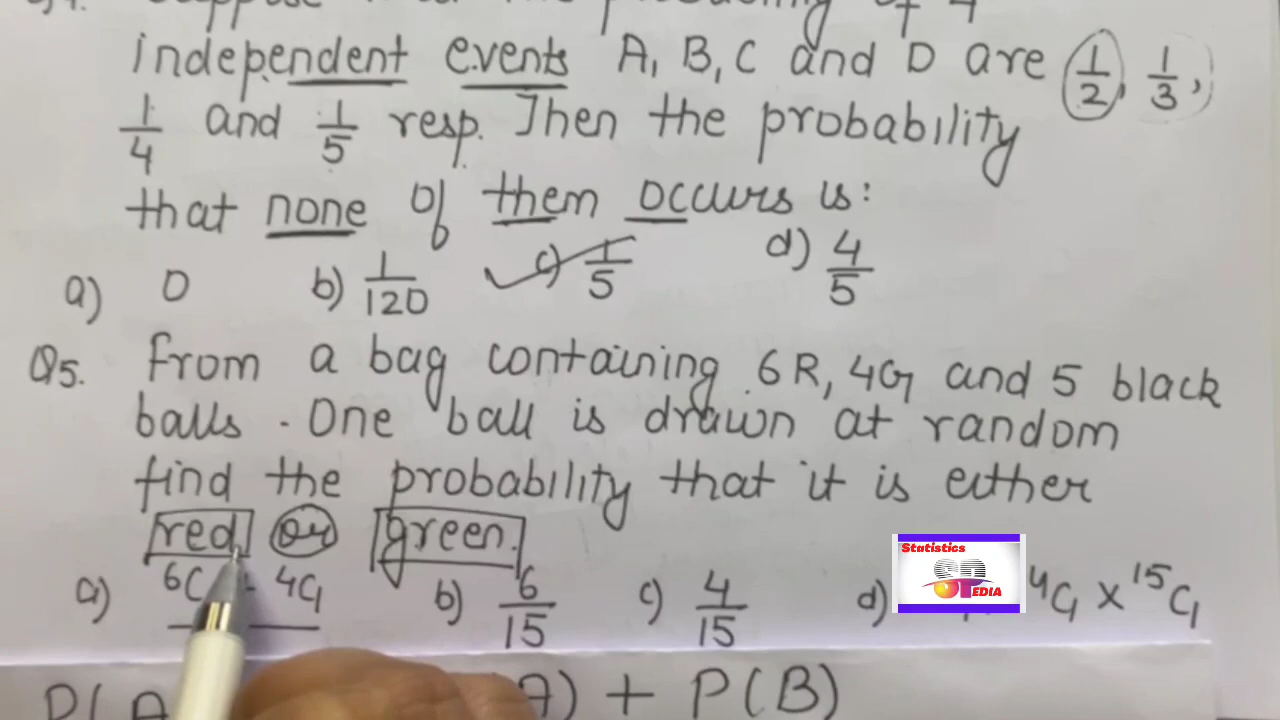 independent events A, B, C and D are 1/2, 1/3,
1/4 and 1/5 resp. Then the probability
that none of them occurs is:
a) 0 b) 1/120 c) 1/5 d) 4/5
Q5. From a bag containing 6R, 4G and 5 black
balls. One ball is drawn at random
find the probability that it is either
red or green.
a) ⁶C ⁴C₁ b) 6/15 c) 4/15 d) ⁴C₁ × ¹⁵C₁
Statistics
EDIA
P(A A) + P(B)